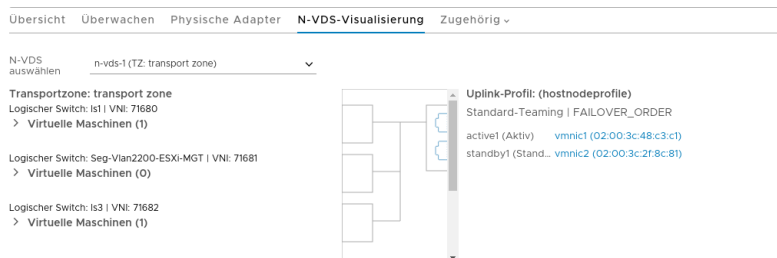 Übersicht Überwachen Physische Adapter N-VDS-Visualisierung Zugehörig
N-VDS auswählen n-vds-1 (TZ: transport zone)
Transportzone: transport zone
Logischer Switch: ls1 | VNI: 71680
Virtuelle Maschinen (1)
Logischer Switch: Seg-Vlan2200-ESXi-MGT | VNI: 71681
Virtuelle Maschinen (0)
Logischer Switch: ls3 | VNI: 71682
Virtuelle Maschinen (1)
Uplink-Profil: (hostnodeprofile)
Standard-Teaming | FAILOVER_ORDER
active1 (Aktiv) vmnic1 (02:00:3c:48:c3:c1)
standby1 (Stand... vmnic2 (02:00:3c:2f:8c:81)